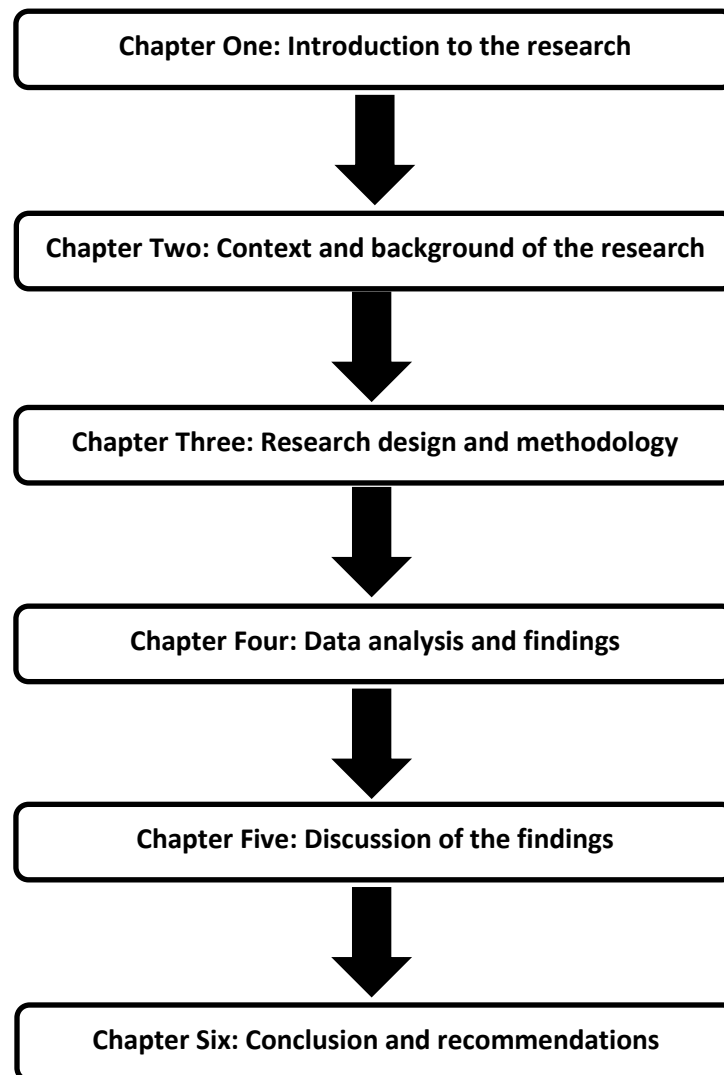 Chapter One: Introduction to the research
Chapter Two: Context and background of the research
Chapter Three: Research design and methodology
Chapter Four: Data analysis and findings
Chapter Five: Discussion of the findings
Chapter Six: Conclusion and recommendations